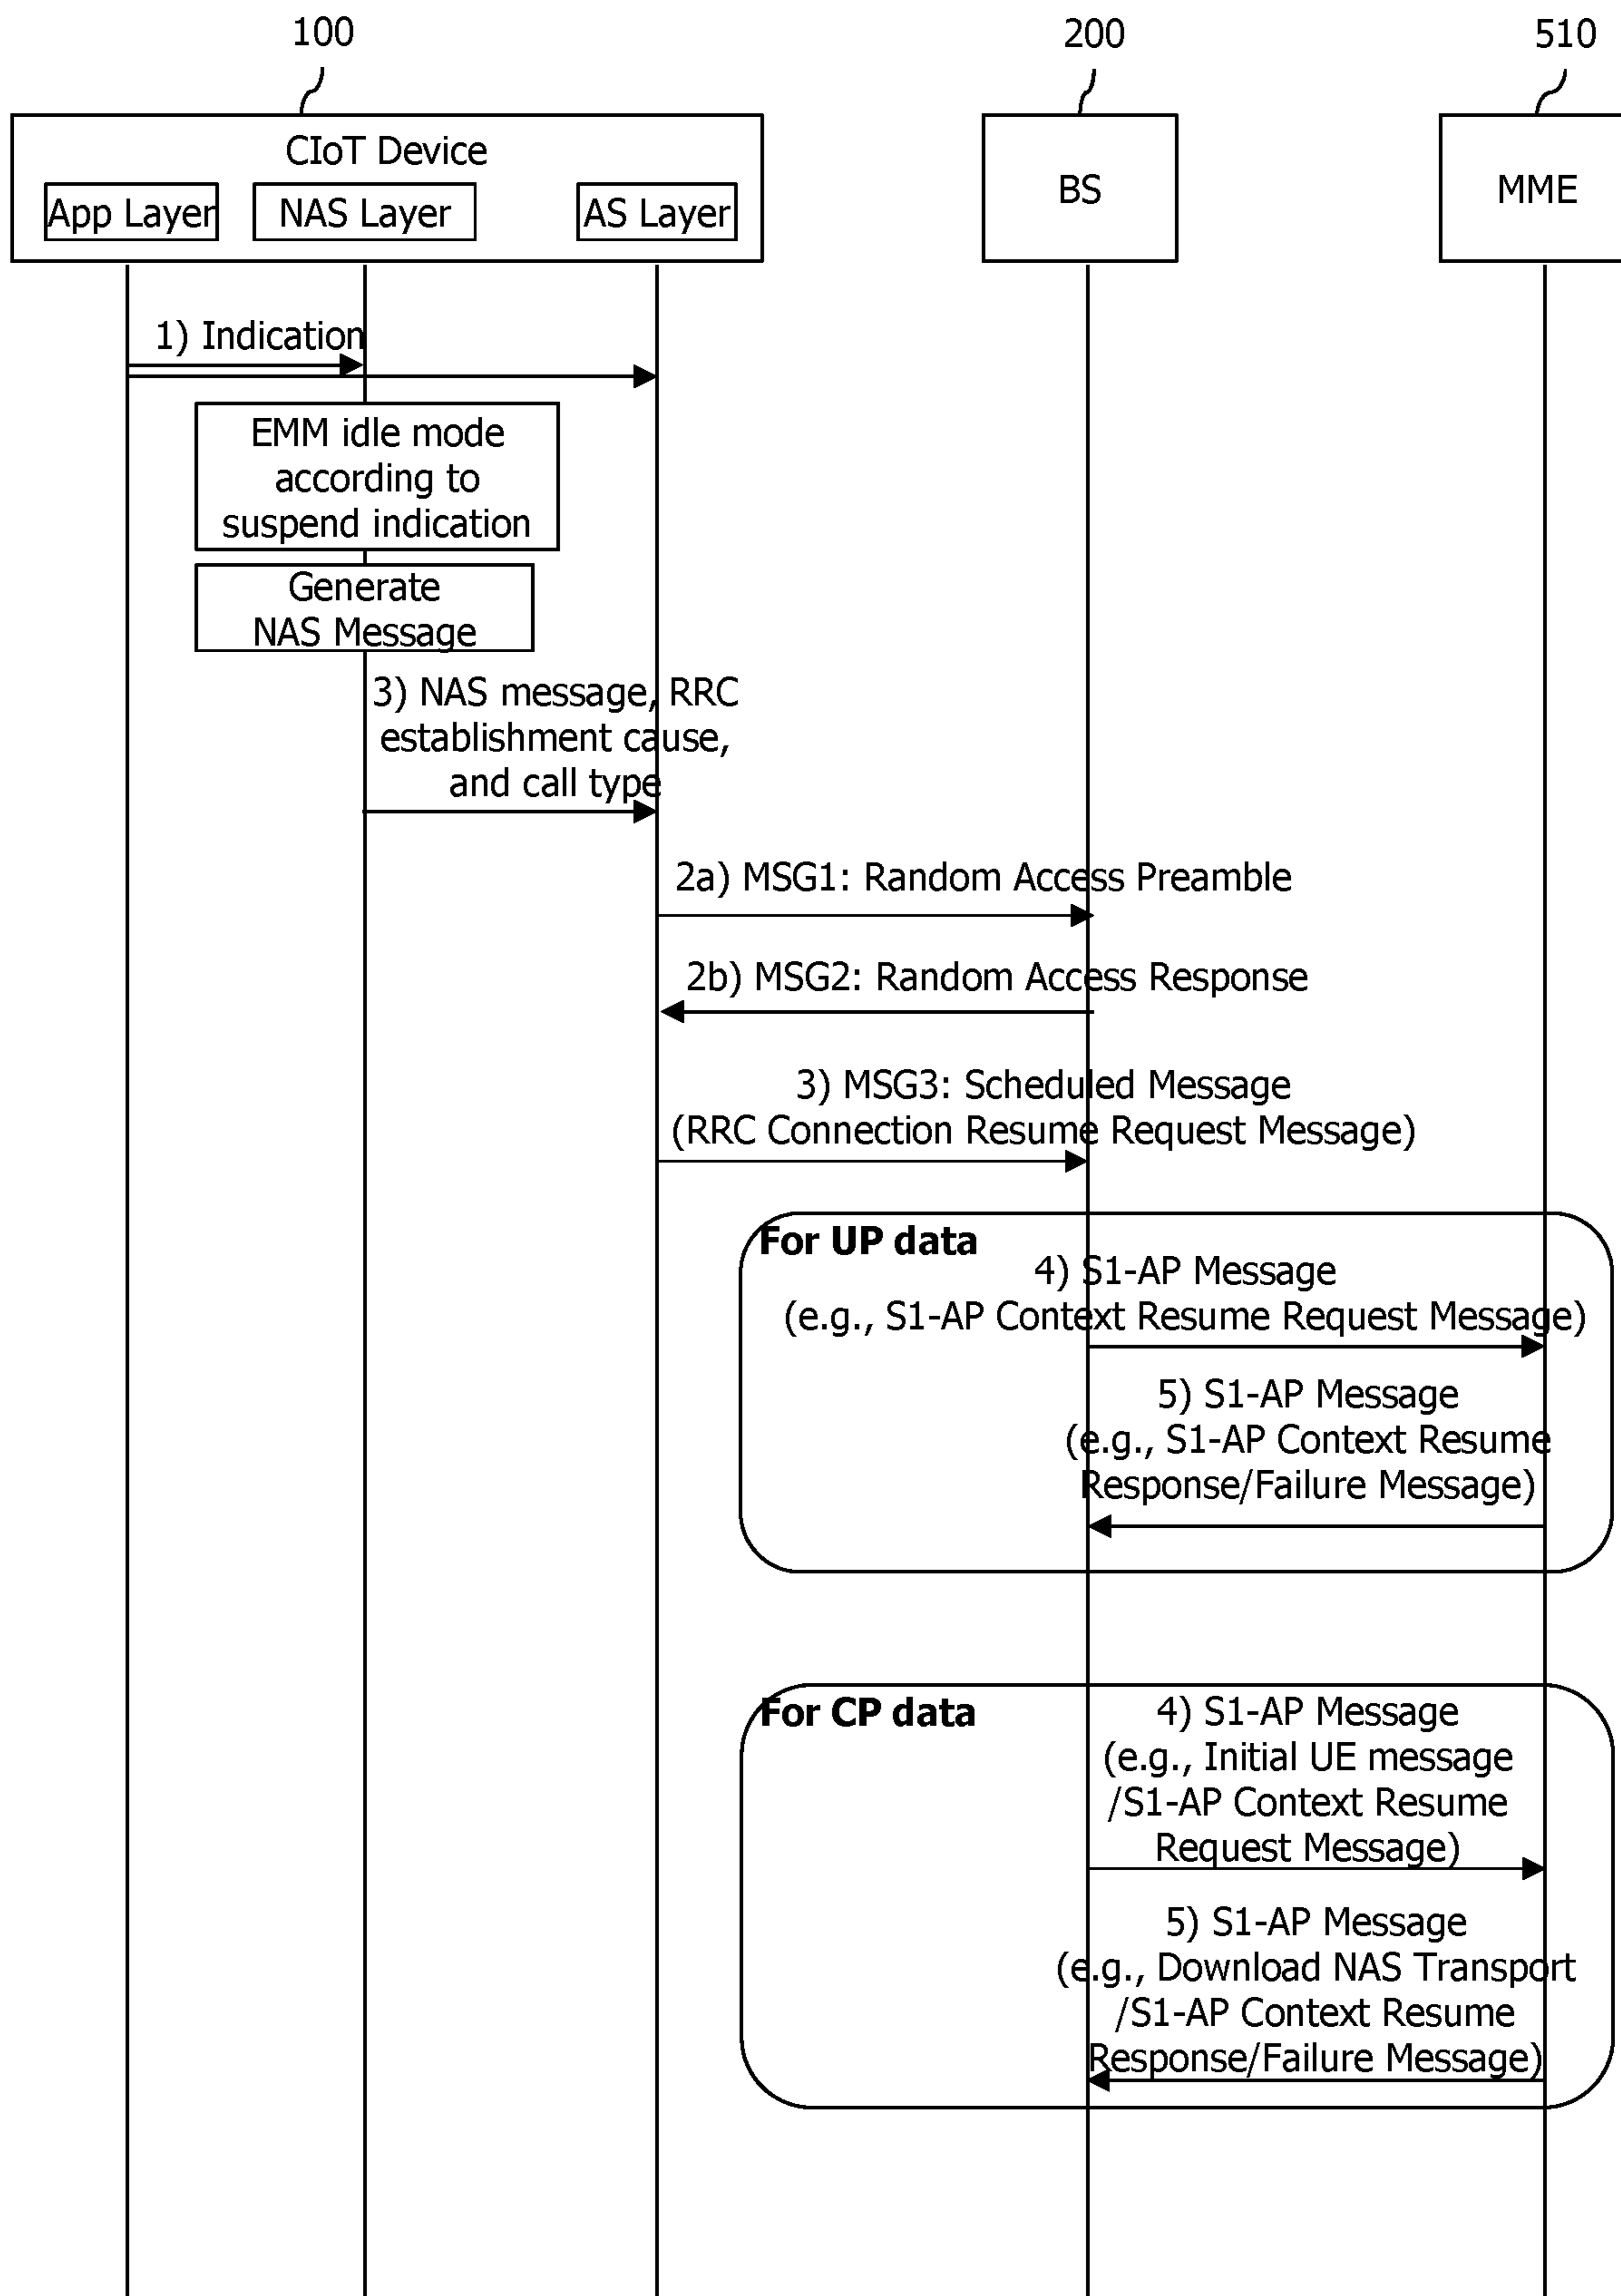 100
200
510
CIoT Device
App Layer
NAS Layer
AS Layer
BS
MME
1) Indication
EMM idle mode
according to
suspend indication
Generate
NAS Message
3) NAS message, RRC
establishment cause,
and call type
2a) MSG1: Random Access Preamble
2b) MSG2: Random Access Response
3) MSG3: Scheduled Message
(RRC Connection Resume Request Message)
For UP data
4) S1-AP Message
(e.g., S1-AP Context Resume Request Message)
5) S1-AP Message
(e.g., S1-AP Context Resume
Response/Failure Message)
For CP data
4) S1-AP Message
(e.g., Initial UE message
/S1-AP Context Resume
Request Message)
5) S1-AP Message
(e.g., Download NAS Transport
/S1-AP Context Resume
Response/Failure Message)